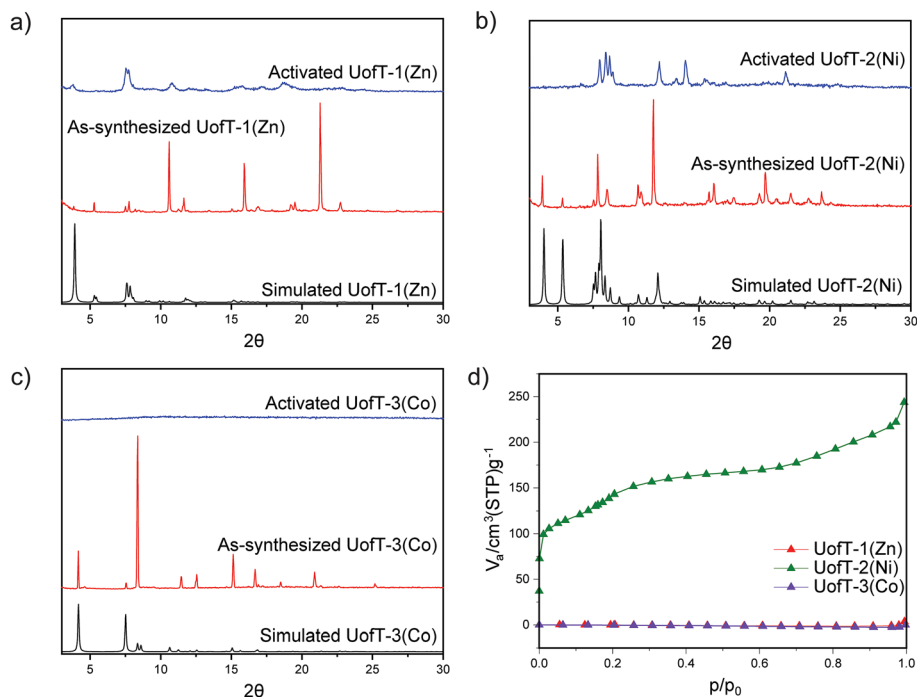 a)
Activated UofT-1(Zn)
As-synthesized UofT-1(Zn)
Simulated UofT-1(Zn)
5 10 15 20 25 30
2θ
b)
Activated UofT-2(Ni)
As-synthesized UofT-2(Ni)
Simulated UofT-2(Ni)
5 10 15 20 25 30
2θ
c)
Activated UofT-3(Co)
As-synthesized UofT-3(Co)
Simulated UofT-3(Co)
5 10 15 20 25 30
2θ
d)
250
200
150
100
50
0
Va/cm³(STP)g⁻¹
UofT-1(Zn)
UofT-2(Ni)
UofT-3(Co)
0.0 0.2 0.4 0.6 0.8 1.0
p/p₀